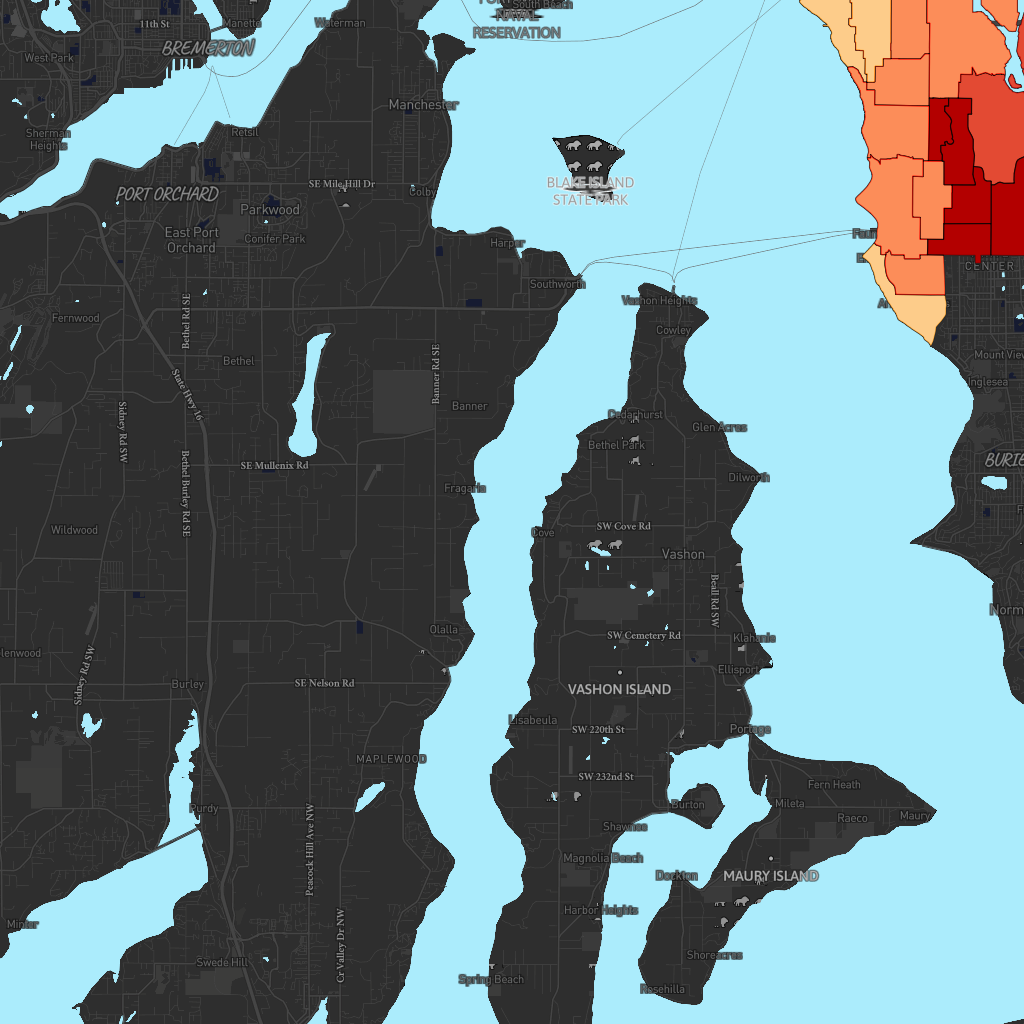 South Beach
NAVAL
RESERVATION
11th St
Manette
Waterman
BREMERTON
West Park
Manchester
Sherman
Heights
Retsil
SE Mile Hill Dr
Colby
PORT ORCHARD
BLAKE ISLAND
STATE PARK
Parkwood
East Port
Orchard
Conifer Park
Harper
CENTER
Southworth
Vashon Heights
Fernwood
Bethel Rd SE
Cowley
Mount View
Bethel
State Hwy 16
Banner Rd SE
Inglesea
Banner
Sidney Rd SW
Cedarhurst
Glen Acres
Bethel Park
SE Mullenix Rd
Bethel Burley Rd SE
Dilworth
Fragaria
Wildwood
Cove
SW Cove Rd
Vashon
Beall Rd SW
Olalla
SW Cemetery Rd
Klahanie
Sidney Rd SW
Ellisport
Burley
SE Nelson Rd
VASHON ISLAND
Lisabeula
SW 220th St
Portage
MAPLEWOOD
SW 232nd St
Fern Heath
Purdy
Burton
Mileta
Raeco
Maury
Peacock Hill Ave NW
Shawnee
Magnolia Beach
Dockton
MAURY ISLAND
Minter
Cr Valley Dr NW
Harbor Heights
Shoreacres
Swede Hill
Spring Beach
Rosehilla